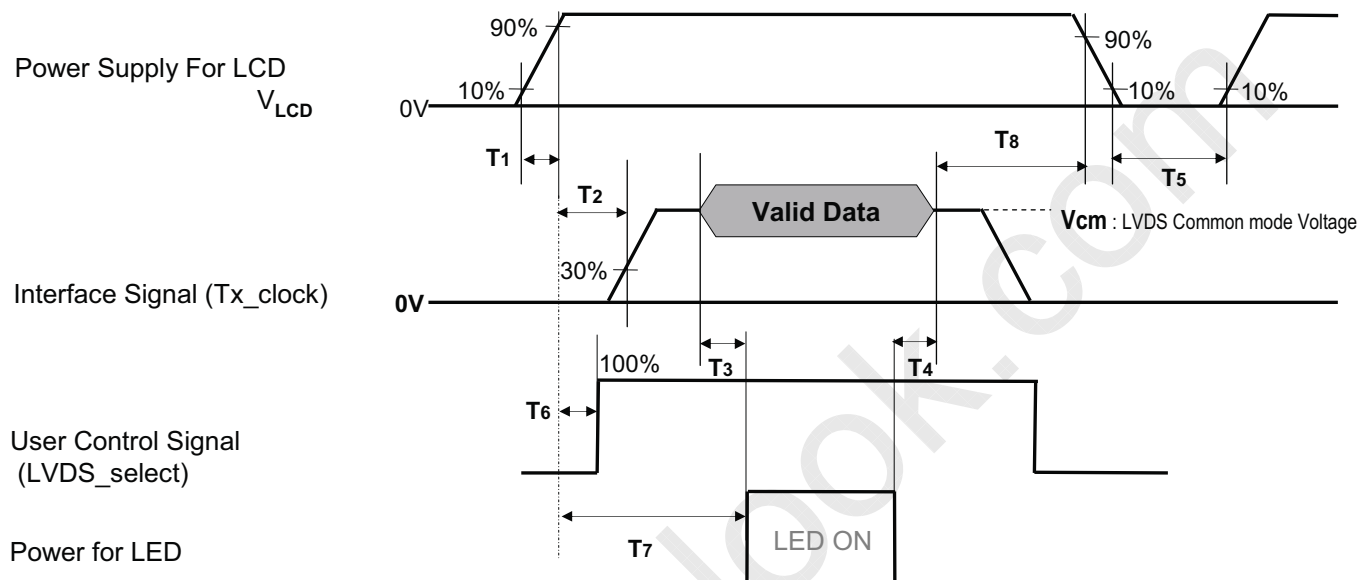 90%
90%
Power Supply For LCD
VLCD
10%
10%
10%
0V
T1
T8
T5
T2
Valid Data
Vcm : LVDS Common mode Voltage
30%
Interface Signal (Tx_clock)
0V
T3
T4
100%
T6
User Control Signal
(LVDS_select)
T7
LED ON
Power for LED
look.com